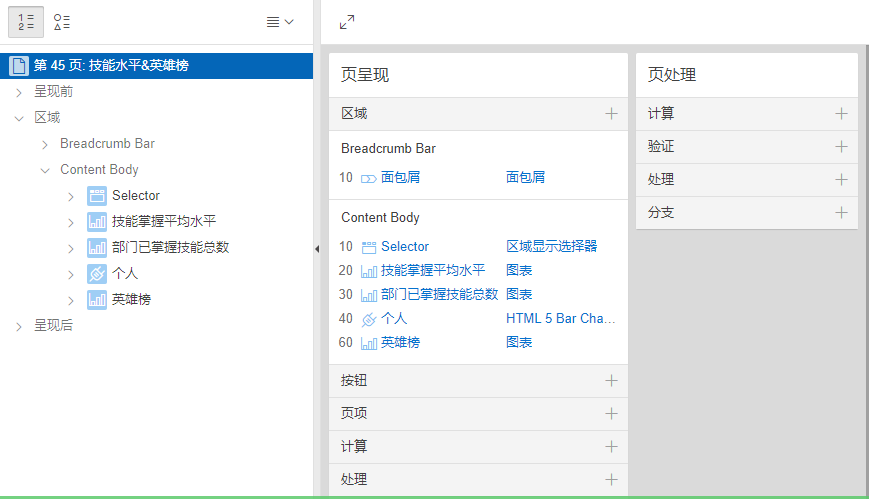 第 45 页: 技能水平&英雄榜
呈现前
区域
Breadcrumb Bar
Content Body
Selector
技能掌握平均水平
部门已掌握技能总数
个人
英雄榜
呈现后
页呈现
区域
Breadcrumb Bar
10 面包屑 面包屑
Content Body
10 Selector 区域显示选择器
20 技能掌握平均水平 图表
30 部门已掌握技能总数 图表
40 个人 HTML 5 Bar Cha...
60 英雄榜 图表
按钮
页项
计算
处理
页处理
计算
验证
处理
分支